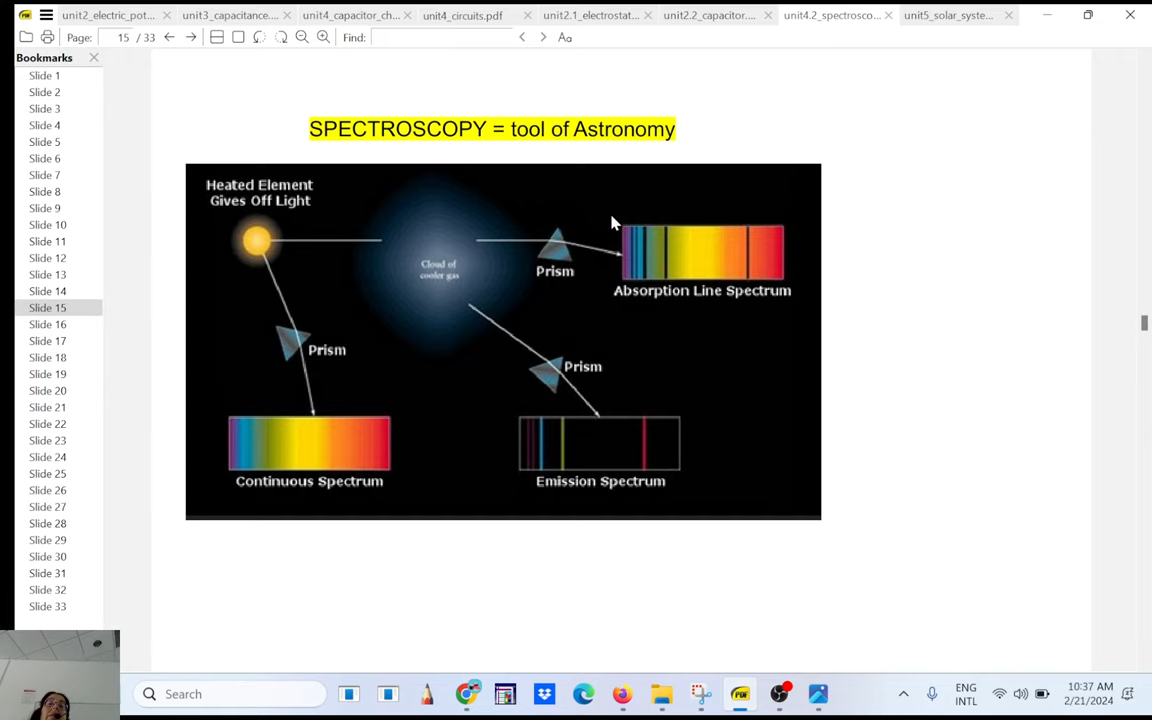 unit2_electric_pot...
unit3_capacitance....
unit4_capacitor_ch...
unit4_circuits.pdf
unit2.1_electrostat...
unit2.2_capacitor....
unit4.2_spectrosco...
unit5_solar_syste...
Page: 15 / 33
Find:
Aa
Bookmarks
Slide 1
Slide 2
Slide 3
Slide 4
Slide 5
Slide 6
Slide 7
Slide 8
Slide 9
Slide 10
Slide 11
Slide 12
Slide 13
Slide 14
Slide 15
Slide 16
Slide 17
Slide 18
Slide 19
Slide 20
Slide 21
Slide 22
Slide 23
Slide 24
Slide 25
Slide 26
Slide 27
Slide 28
Slide 29
Slide 30
Slide 31
Slide 32
Slide 33
SPECTROSCOPY = tool of Astronomy
Heated Element
Gives Off Light
Cloud of
cooler gas
Prism
Absorption Line Spectrum
Prism
Prism
Continuous Spectrum
Emission Spectrum
Search
PDF
ENG
INTL
10:37 AM
2/21/2024